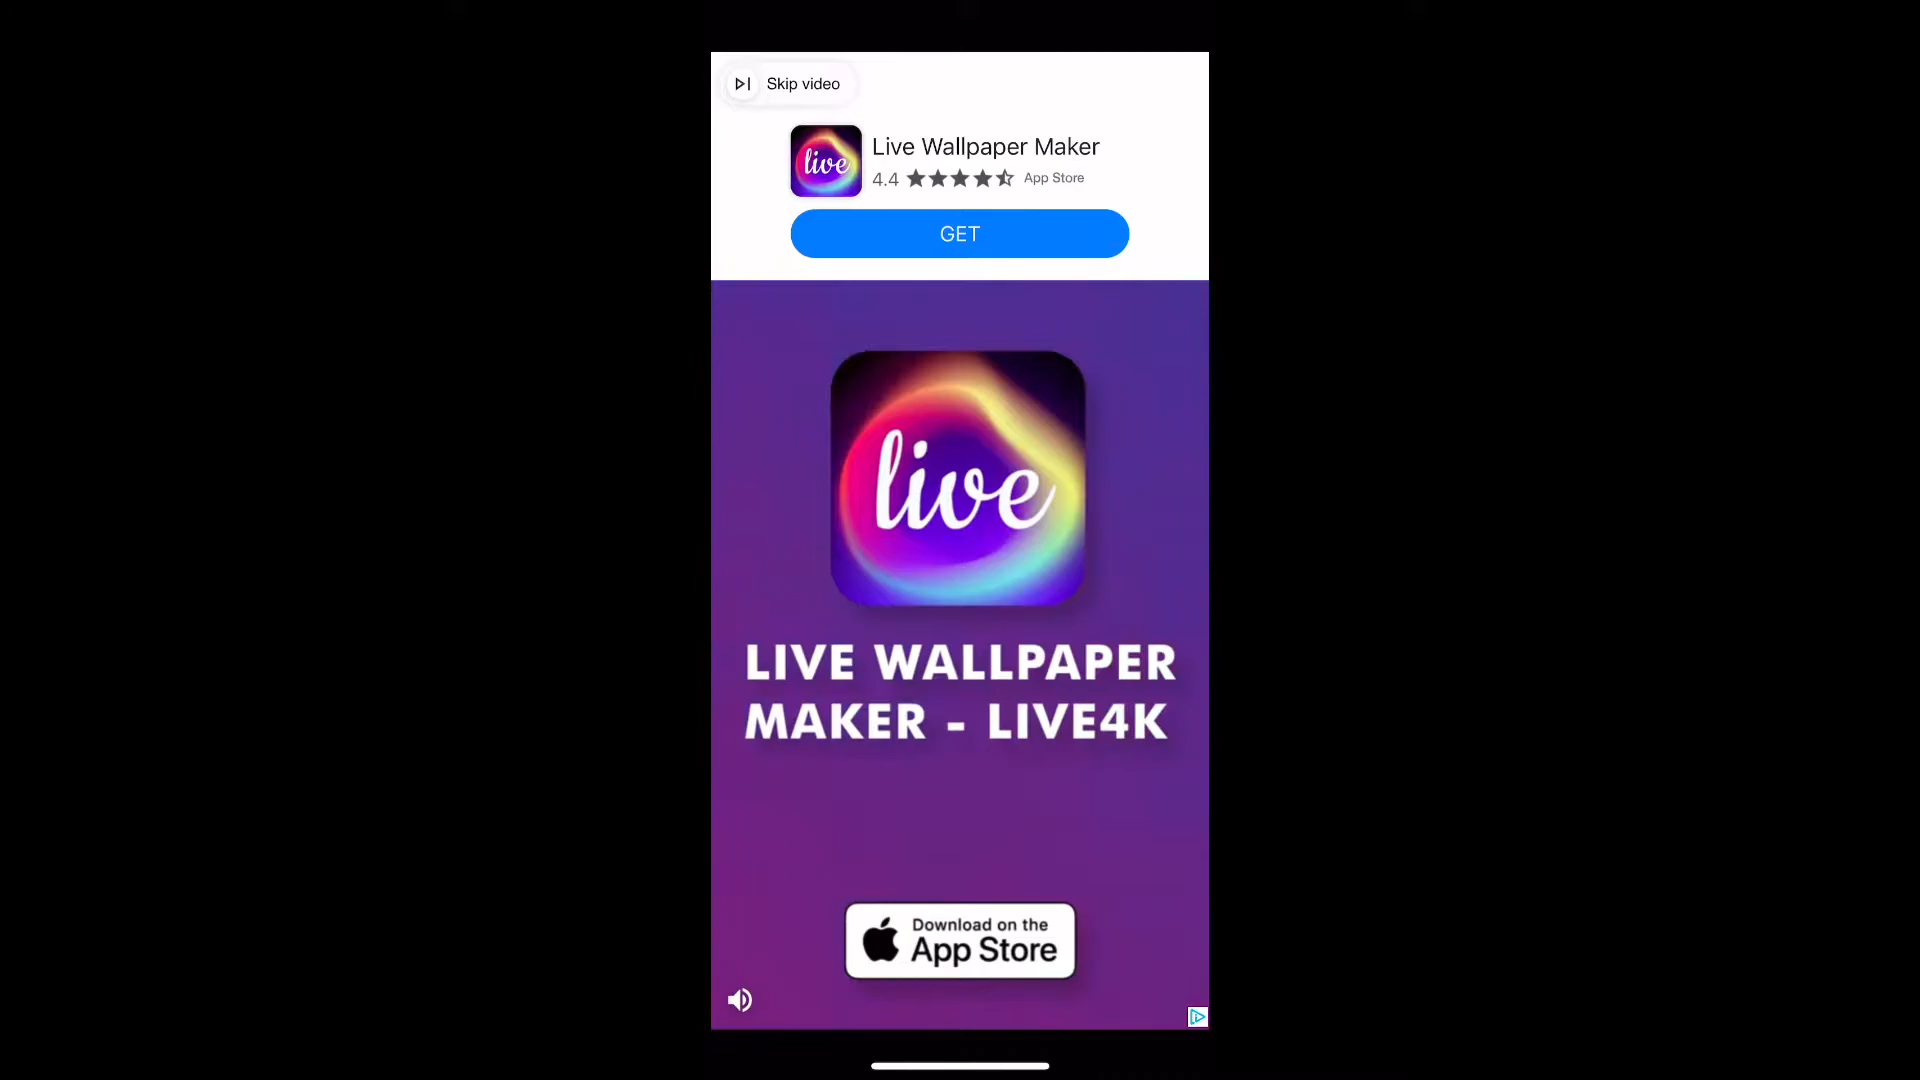 Skip video
live
Live Wallpaper Maker
4.4
App Store
GET
live
LIVE WALLPAPER
MAKER - LIVE4K
Download on the
App Store